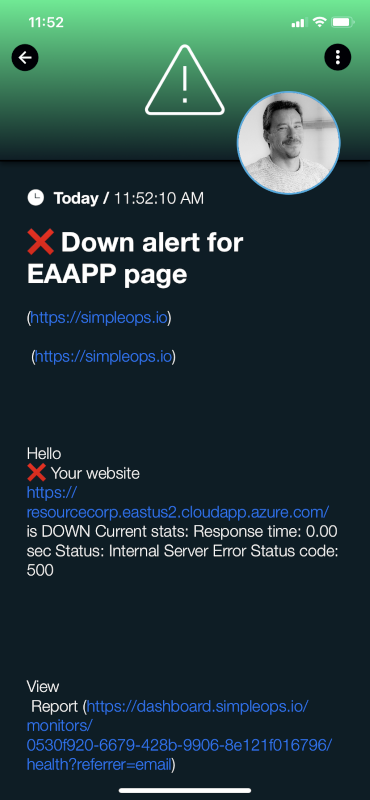 11:52
Today / 11:52:10 AM
❌ Down alert for
EAAPP page
(https://simpleops.io)
(https://simpleops.io)
Hello
❌ Your website
https://
resourcecorp.eastus2.cloudapp.azure.com/
is DOWN Current stats: Response time: 0.00
sec Status: Internal Server Error Status code:
500
View
Report (https://dashboard.simpleops.io/
monitors/
0530f920-6679-428b-9906-8e121f016796/
health?referrer=email)